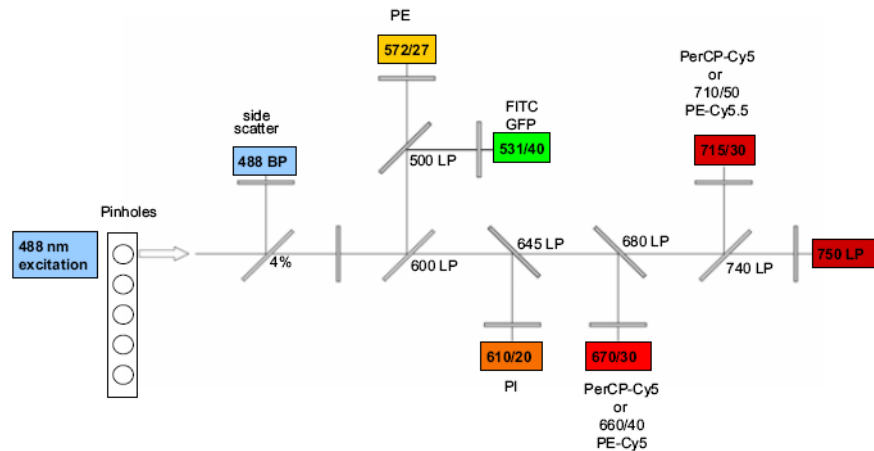 PE
572/27
PerCP-Cy5
or
710/50
PE-Cy5.5
715/30
side
scatter
488 BP
FITC
GFP
531/40
500 LP
Pinholes
488 nm
excitation
4%
600 LP
645 LP
680 LP
740 LP
750 LP
610/20
PI
670/30
PerCP-Cy5
or
660/40
PE-Cy5